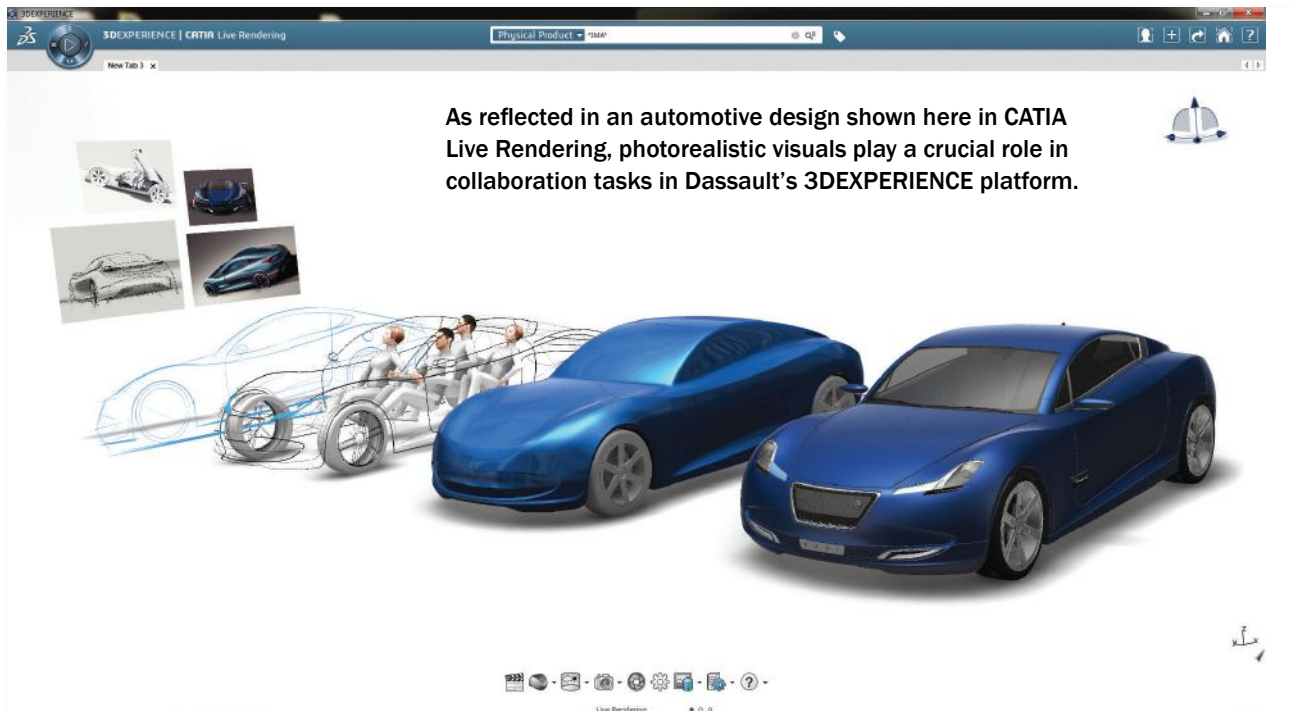 3DEXPERIENCE
3DEXPERIENCE | CATIA Live Rendering
Physical Product
New Tab 3 x
As reflected in an automotive design shown here in CATIA
Live Rendering, photorealistic visuals play a crucial role in
collaboration tasks in Dassault’s 3DEXPERIENCE platform.
Live Rendering